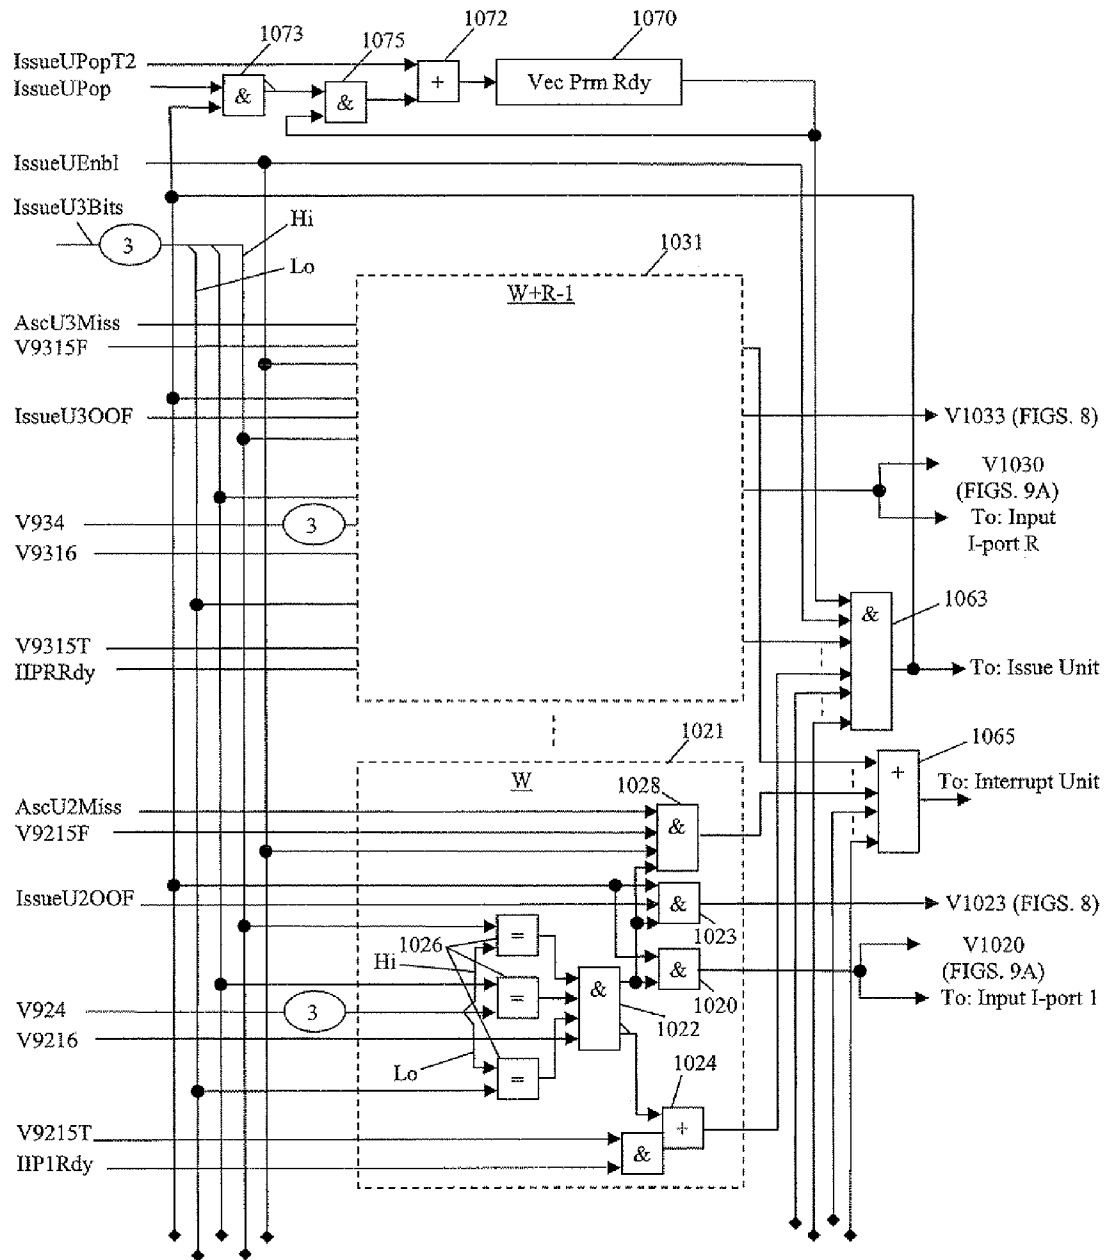 1073
1075
1072
1070
IssueUPopT2
IssueUPop
&
&
+
Vec Prm Rdy
IssueUEnbl
IssueU3Bits
3
Hi
Lo
1031
W+R-1
AscU3Miss
V9315F
IssueU3OOF
V1033 (FIGS. 8)
V1030
(FIGS. 9A)
To: Input
I-port R
V934
3
V9316
1063
&
V9315T
IIPRRdy
To: Issue Unit
1021
1065
W
1028
+
To: Interrupt Unit
AscU2Miss
V9215F
&
IssueU2OOF
&
V1023 (FIGS. 8)
1023
1026
=
Hi
V1020
(FIGS. 9A)
To: Input I-port 1
&
1020
=
&
1022
V924
3
V9216
Lo
=
1024
+
V9215T
IIP1Rdy
&